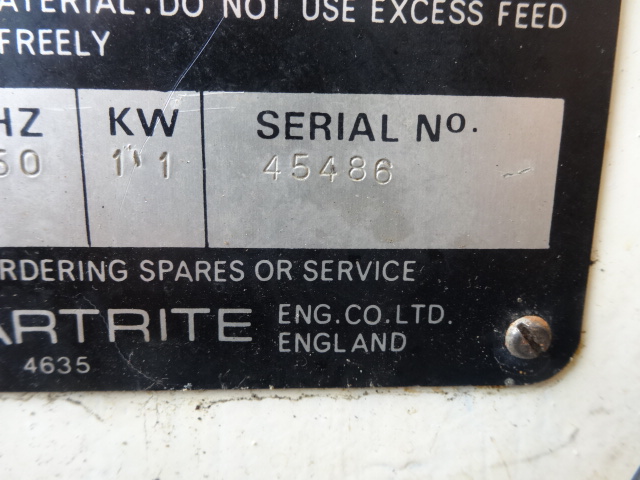 MATERIAL. DO NOT USE EXCESS FEED
FREELY
HZ KW SERIAL No.
50 1.1 45486
RDERING SPARES OR SERVICE
ARTRITE ENG.CO.LTD.
ENGLAND
4635